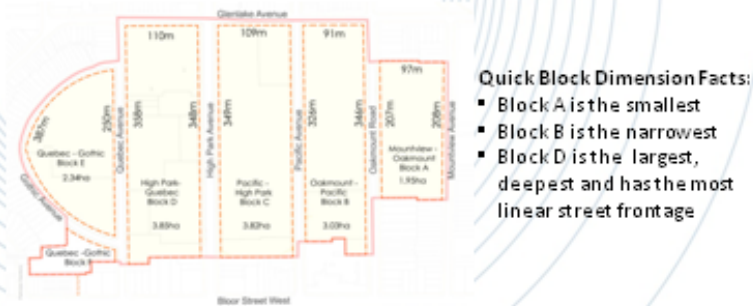 Glenlake Avenue
110m
109m
91m
97m
387m
250m
Quebec Avenue
358m
348m
High Park Avenue
349m
Pacific Avenue
326m
346m
Oakmount Road
207m
208m
Mountview Avenue
Quebec - Gothic
Block E
2.34ha
Gothic Avenue
High Park-
Quebec
Block D
3.85ha
Pacific -
High Park
Block C
3.82ha
Oakmount -
Pacific
Block B
3.03ha
Mountview -
Oakmount
Block A
1.95ha
Quebec -Gothic
Block F
Bloor Street West
Quick Block Dimension Facts:
▪ Block A is the smallest
▪ Block B is the narrowest
▪ Block D is the largest,
deepest and has the most
linear street frontage